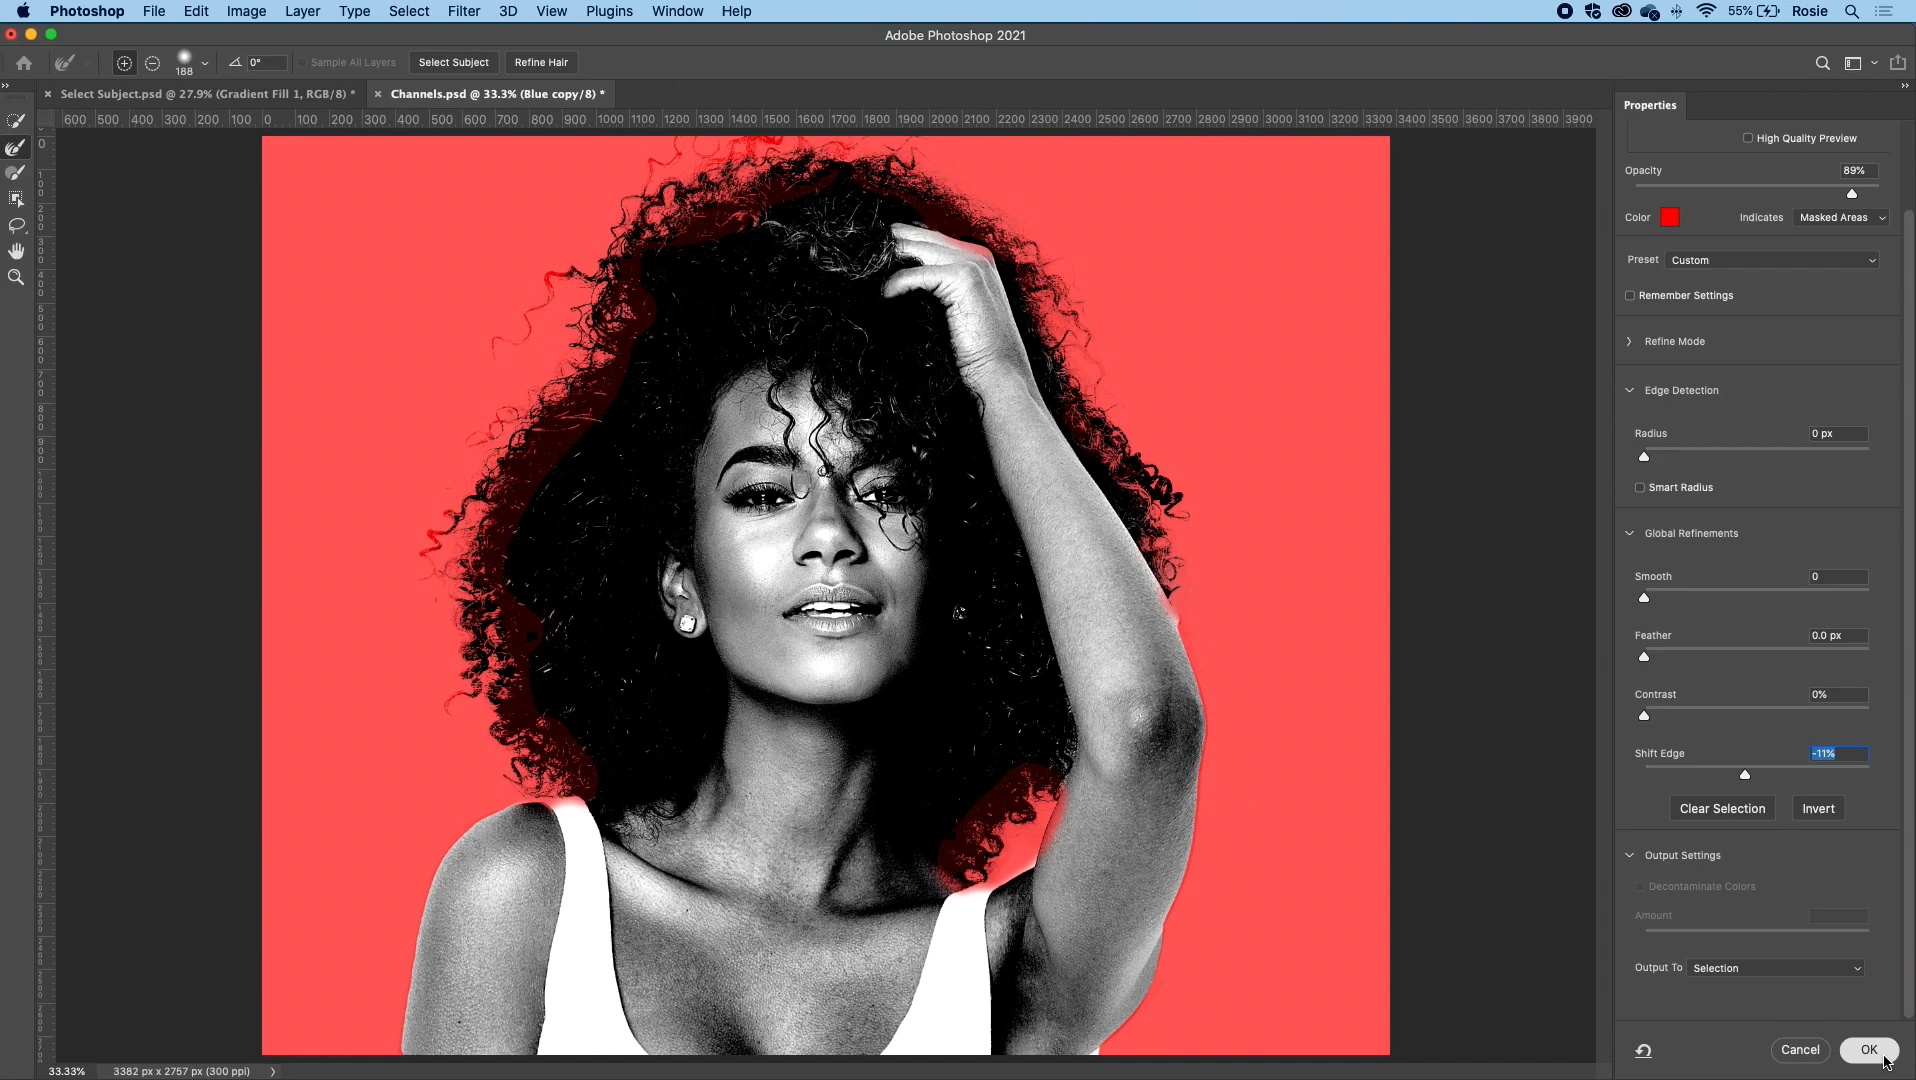 Photoshop File Edit Image Layer Type Select Filter 3D View Plugins Window Help 55% Rosie
Adobe Photoshop 2021
188 0° Sample All Layers Select Subject Refine Hair
Select Subject.psd @ 27.9% (Gradient Fill 1, RGB/8) * Channels.psd @ 33.3% (Blue copy/8) *
600 500 400 300 200 100 0 100 200 300 400 500 600 700 800 900 1000 1100 1200 1300 1400 1500 1600 1700 1800 1900 2000 2100 2200 2300 2400 2500 2600 2700 2800 2900 3000 3100 3200 3300 3400 3500 3600 3700 3800 3900
Properties
High Quality Preview
Opacity 89%
Color Indicates Masked Areas
Preset Custom
Remember Settings
Refine Mode
Edge Detection
Radius 0 px
Smart Radius
Global Refinements
Smooth 0
Feather 0.0 px
Contrast 0%
Shift Edge -11%
Clear Selection Invert
Output Settings
Decontaminate Colors
Amount
Output To Selection
Cancel OK
33.33% 3382 px x 2757 px (300 ppi)